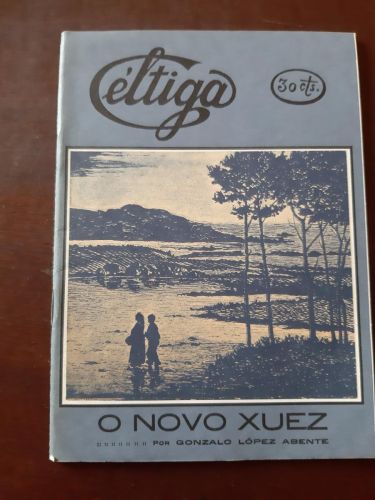 Céltiga
30 cts.
O NOVO XUEZ
POR GONZALO LÓPEZ ABENTE